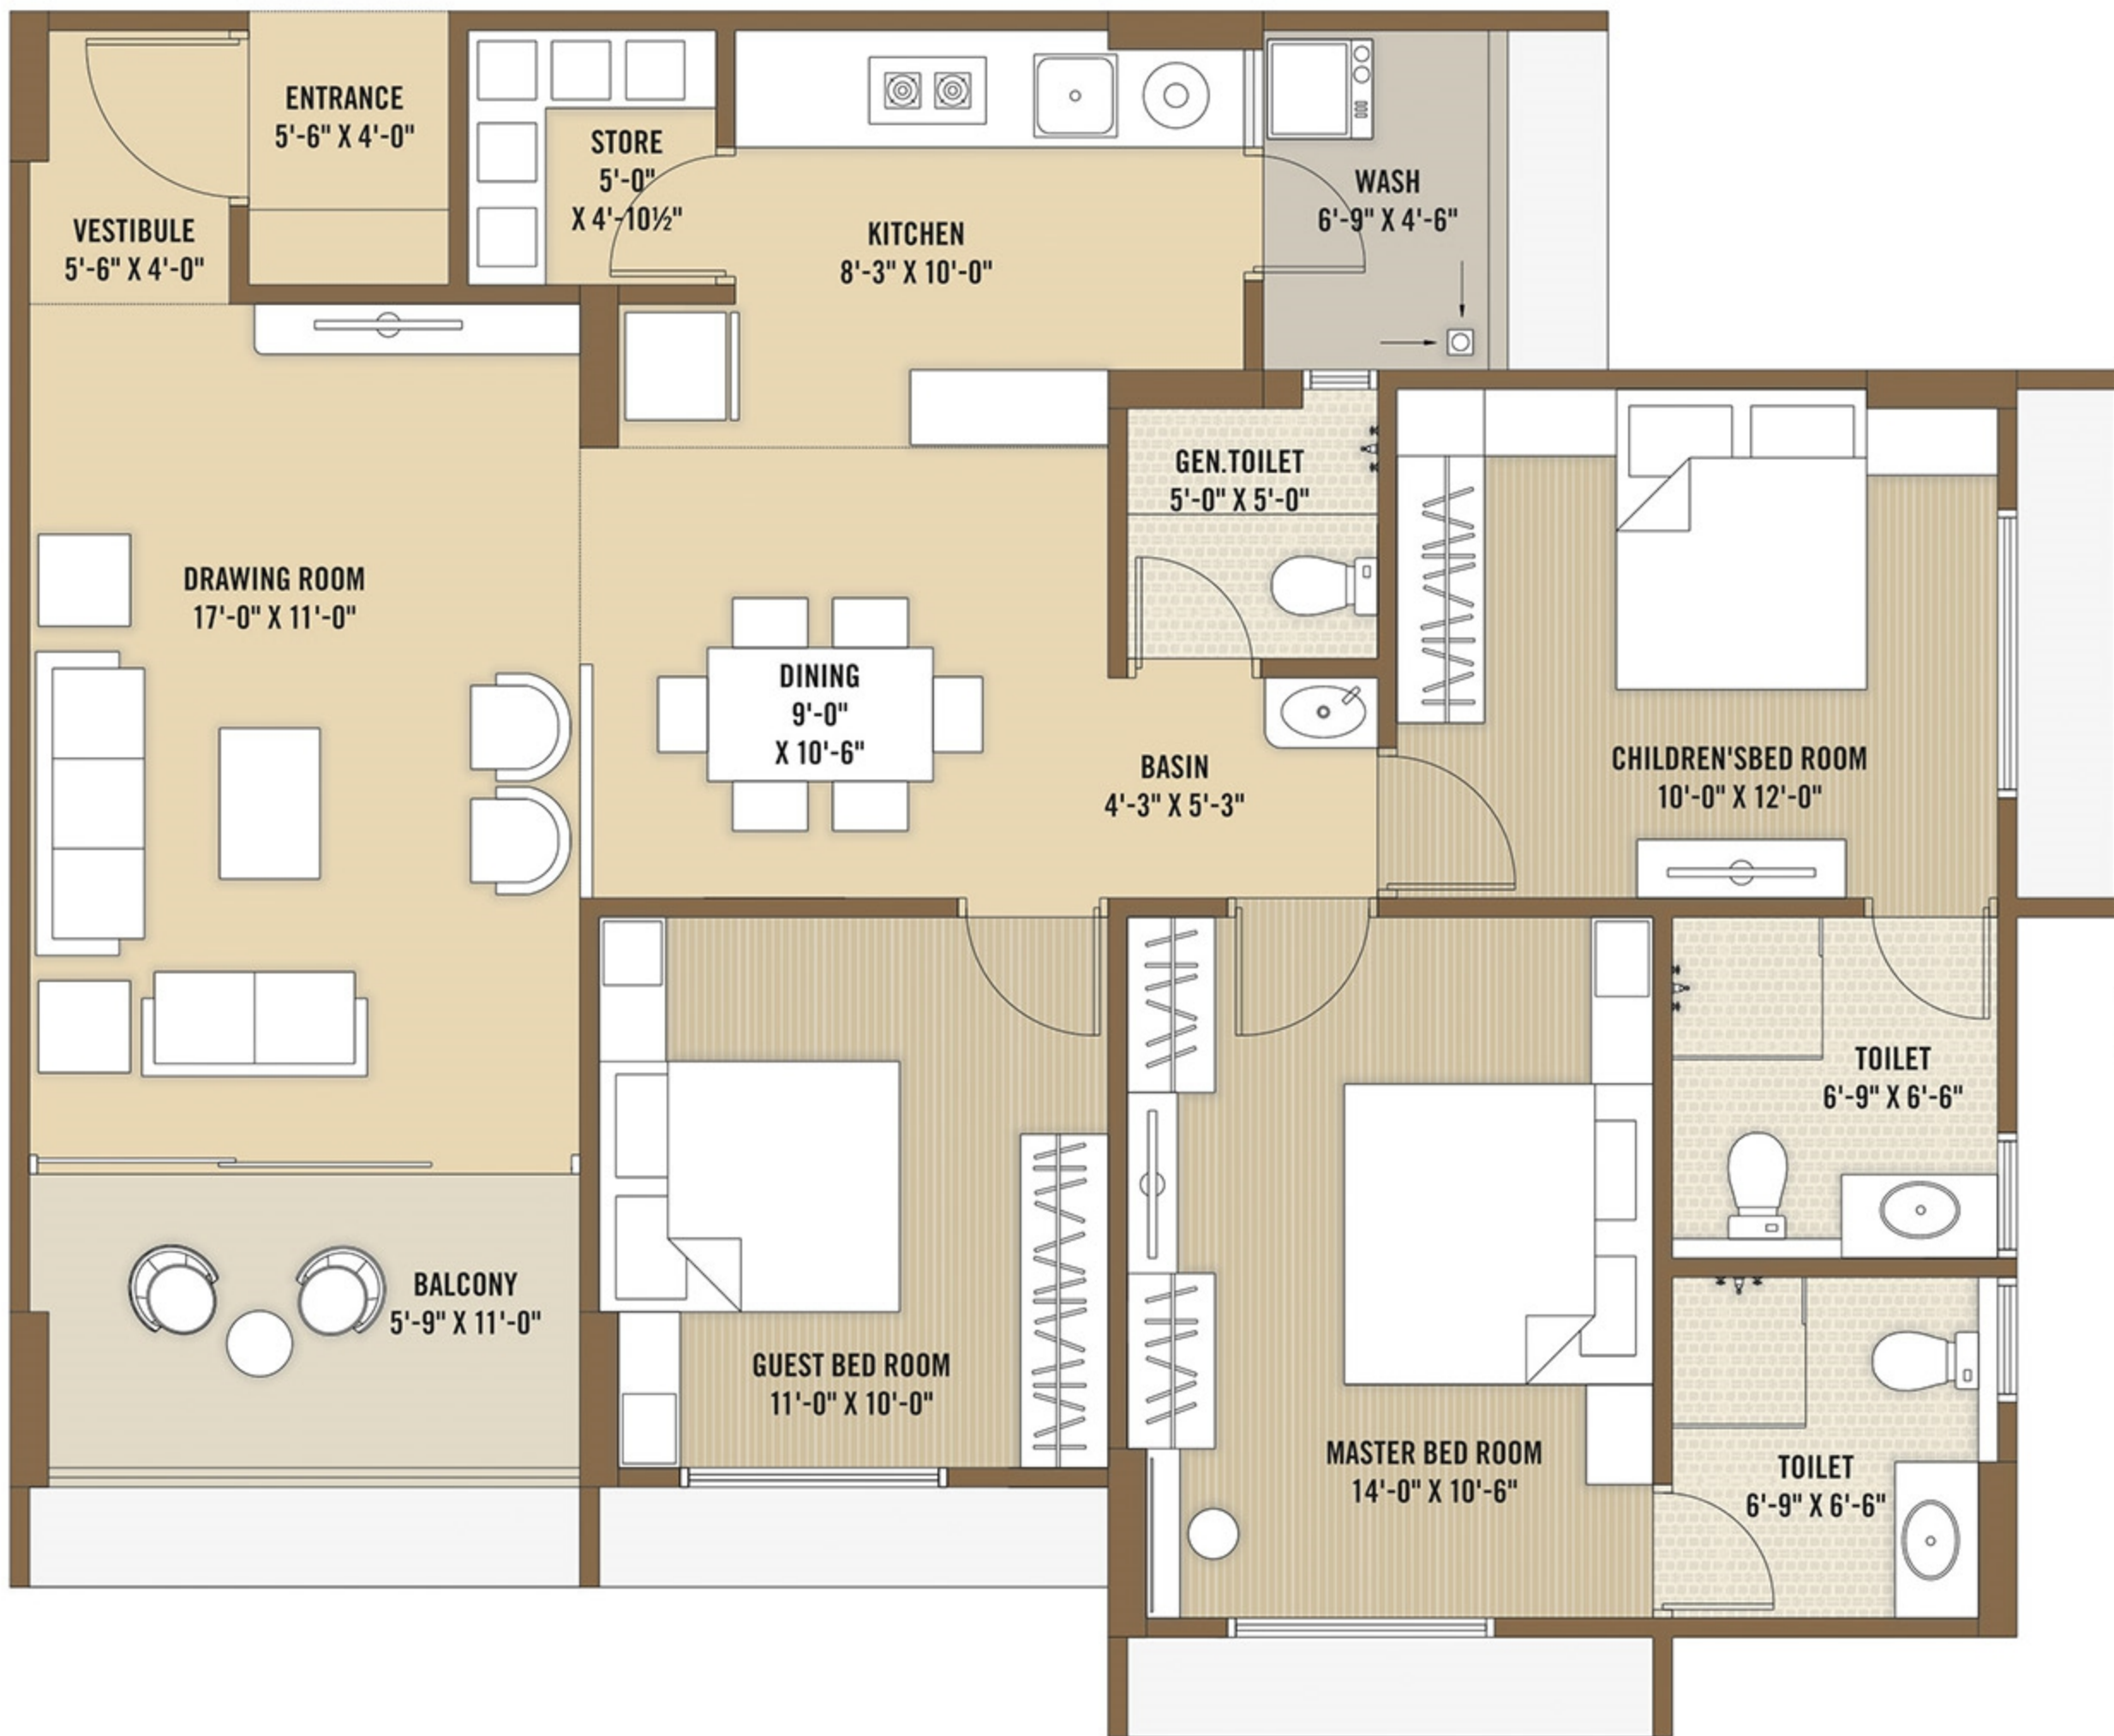 ENTRANCE
5'-6" X 4'-0"
STORE
5'-0"
X 4'-10½"
VESTIBULE
5'-6" X 4'-0"
KITCHEN
8'-3" X 10'-0"
WASH
6'-9" X 4'-6"
GEN.TOILET
5'-0" X 5'-0"
DRAWING ROOM
17'-0" X 11'-0"
DINING
9'-0"
X 10'-6"
BASIN
4'-3" X 5'-3"
CHILDREN'SBED ROOM
10'-0" X 12'-0"
TOILET
6'-9" X 6'-6"
BALCONY
5'-9" X 11'-0"
GUEST BED ROOM
11'-0" X 10'-0"
MASTER BED ROOM
14'-0" X 10'-6"
TOILET
6'-9" X 6'-6"